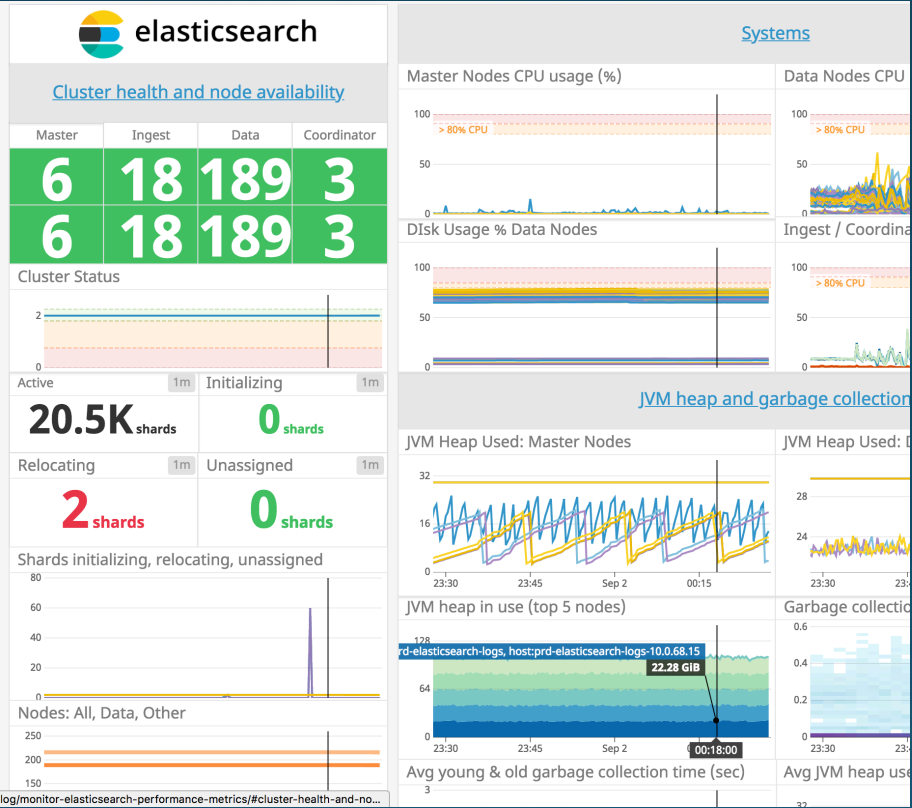 elasticsearch
Cluster health and node availability
Master Ingest Data Coordinator
6 18 189 3
6 18 189 3
Cluster Status
2
0
Active 1m
20.5K shards
Initializing 1m
0 shards
Relocating 1m
2 shards
Unassigned 1m
0 shards
Shards initializing, relocating, unassigned
80
60
40
20
0
Nodes: All, Data, Other
250
200
150
log/monitor-elasticsearch-performance-metrics/#cluster-health-and-no...
Systems
Master Nodes CPU usage (%)
100
> 80% CPU
50
0
Data Nodes CPU
100
> 80% CPU
50
0
DIsk Usage % Data Nodes
100
50
0
Ingest / Coordina
100
> 80% CPU
50
0
JVM heap and garbage collection
JVM Heap Used: Master Nodes
32
16
0
23:30 23:45 Sep 2 00:15
JVM Heap Used: D
28
24
23:30 23:4
JVM heap in use (top 5 nodes)
128
rd-elasticsearch-logs, host:prd-elasticsearch-logs-10.0.68.15
22.28 GiB
64
0
23:30 23:45 Sep 2 00:18:00
Garbage collectio
0.6
0.4
0.2
0
23:30 23:4
Avg young & old garbage collection time (sec)
3
Avg JVM heap use
32